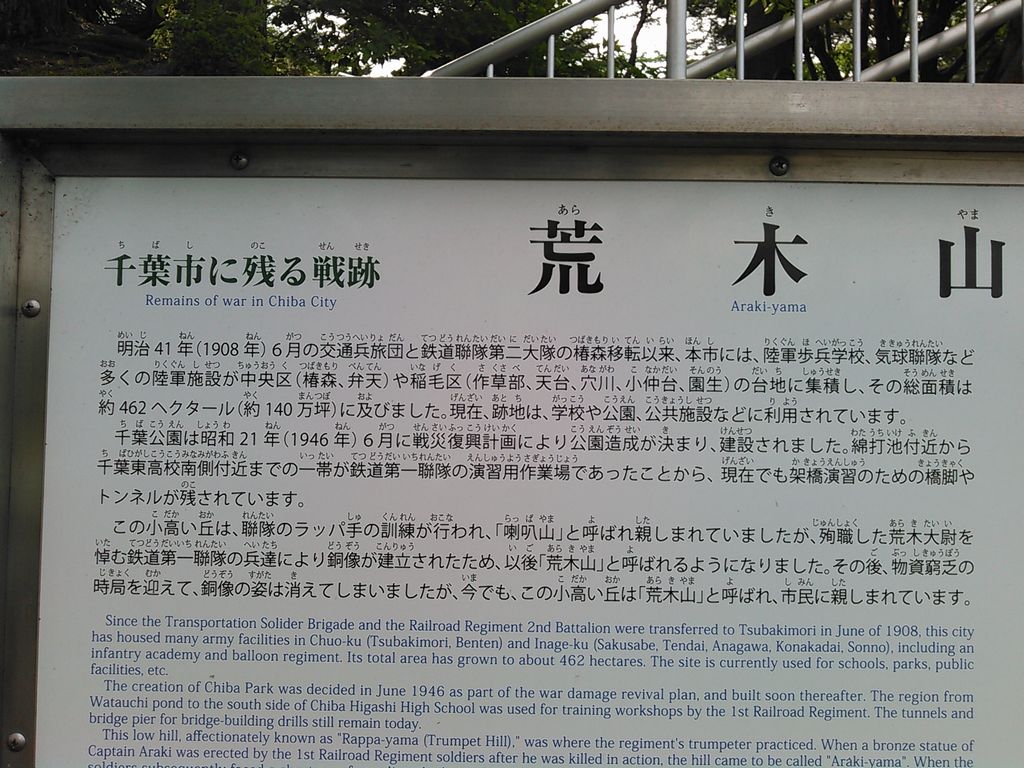 千葉市に残る戦跡
Remains of war in Chiba City
荒木山
Araki-yama
明治41年(1908年)6月の交通兵旅団と鉄道聯隊第二大隊の椿森移転以来、本市には、陸軍歩兵学校、気球聯隊など
多くの陸軍施設が中央区(椿森、弁天)や稲毛区(作草部、天台、穴川、小仲台、園生)の台地に集積し、その総面積は
約462ヘクタール(約140万坪)に及びました。現在、跡地は、学校や公園、公共施設などに利用されています。
千葉公園は昭和21年(1946年)6月に戦災復興計画により公園造成が決まり、建設されました。綿打池付近から
千葉東高校南側付近までの一帯が鉄道第一聯隊の演習用作業場であったことから、現在でも架橋演習のための橋脚や
トンネルが残されています。
この小高い丘は、聯隊のラッパ手の訓練が行われ、「喇叭山」と呼ばれ親しまれていましたが、殉職した荒木大尉を
悼む鉄道第一聯隊の兵達により銅像が建立されたため、以後「荒木山」と呼ばれるようになりました。その後、物資窮乏の
時局を迎えて、銅像の姿は消えてしまいましたが、今でも、この小高い丘は「荒木山」と呼ばれ、市民に親しまれています。
Since the Transportation Solider Brigade and the Railroad Regiment 2nd Battalion were transferred to Tsubakimori in June of 1908, this city
has housed many army facilities in Chuo-ku (Tsubakimori, Benten) and Inage-ku (Sakusabe, Tendai, Anagawa, Konakadai, Sonno), including an
infantry academy and balloon regiment. Its total area has grown to about 462 hectares. The site is currently used for schools, parks, public
facilities, etc.
The creation of Chiba Park was decided in June 1946 as part of the war damage revival plan, and built soon thereafter. The region from
Watauchi pond to the south side of Chiba Higashi High School was used for training workshops by the 1st Railroad Regiment. The tunnels and
bridge pier for bridge-building drills still remain today.
This low hill, affectionately known as "Rappa-yama (Trumpet Hill)," was where the regiment's trumpeter practiced. When a bronze statue of
Captain Araki was erected by the 1st Railroad Regiment soldiers after he was killed in action, the hill came to be called "Araki-yama". When the